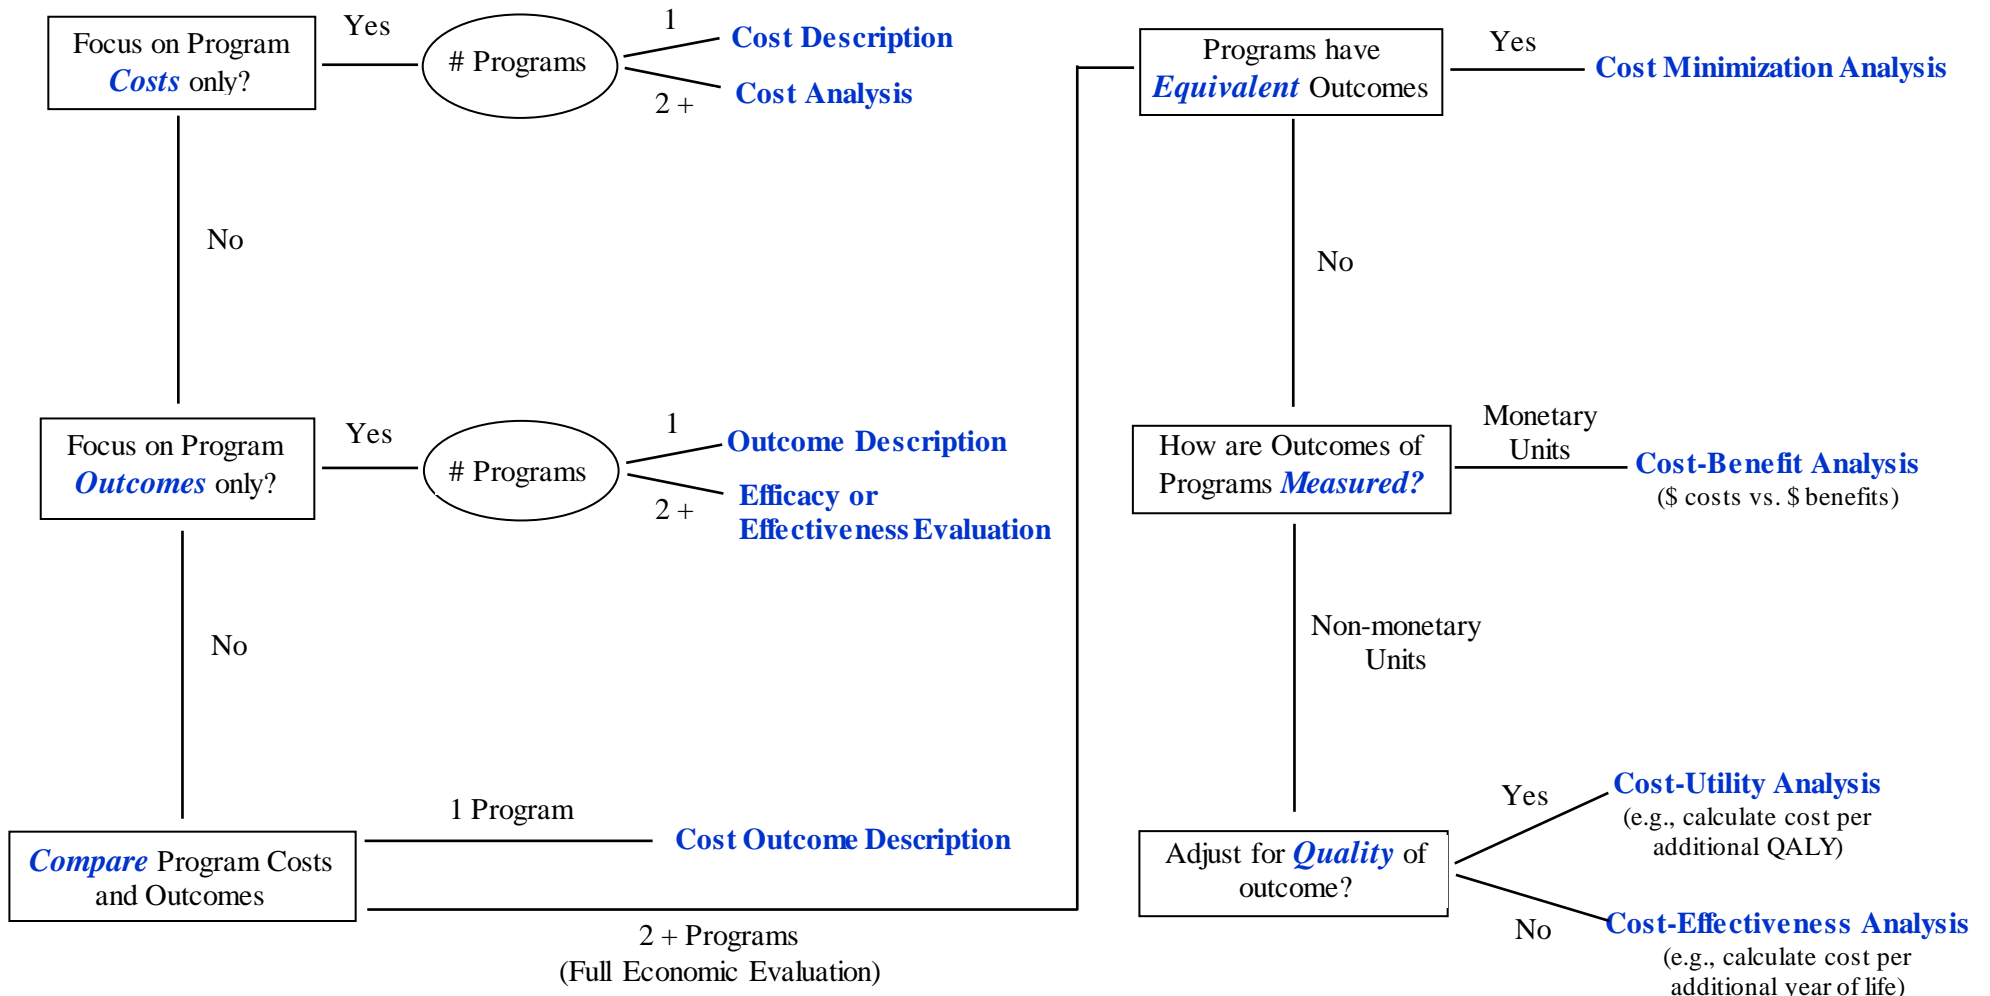 Focus on Program
Costs only?
Yes
# Programs
1
Cost Description
2 +
Cost Analysis
No
Focus on Program
Outcomes only?
Yes
# Programs
1
Outcome Description
2 +
Efficacy or
Effectiveness Evaluation
No
Compare Program Costs
and Outcomes
1 Program
Cost Outcome Description
2 + Programs
(Full Economic Evaluation)
Programs have
Equivalent Outcomes
Yes
Cost Minimization Analysis
No
How are Outcomes of
Programs Measured?
Monetary
Units
Cost-Benefit Analysis
($ costs vs. $ benefits)
Non-monetary
Units
Adjust for Quality of
outcome?
Yes
Cost-Utility Analysis
(e.g., calculate cost per
additional QALY)
No
Cost-Effectiveness Analysis
(e.g., calculate cost per
additional year of life)